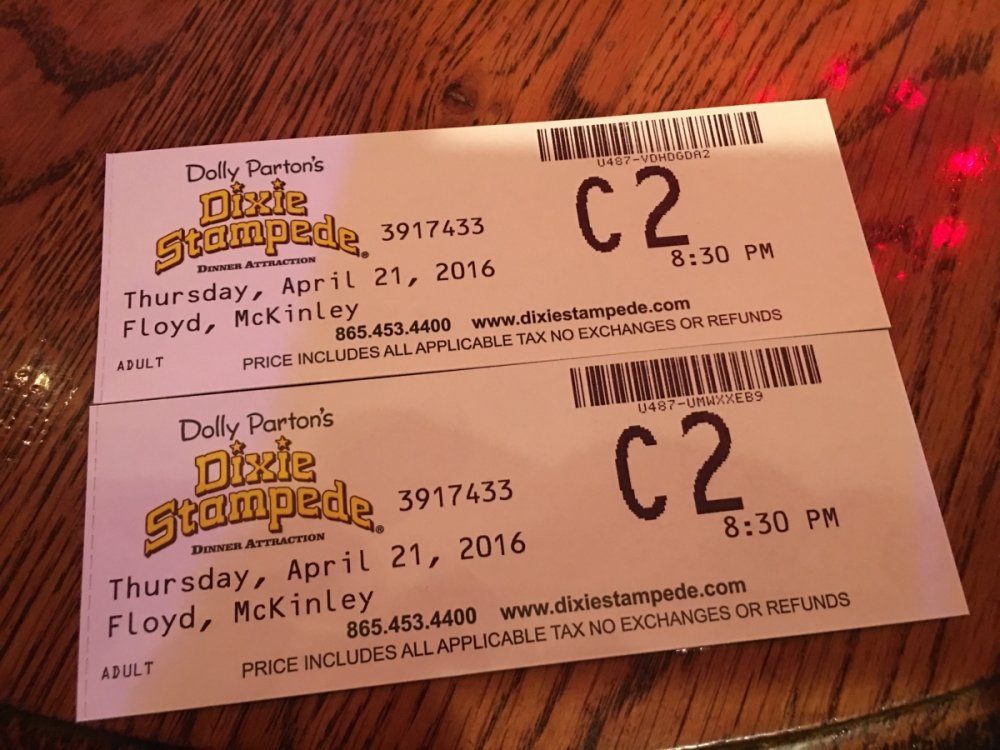 Dolly Parton's
Dixie
Stampede®
DINNER ATTRACTION
3917433
U487-VDHDGDA2
C2
8:30 PM
Thursday, April 21, 2016
Floyd, McKinley
865.453.4400 www.dixiestampede.com
ADULT
PRICE INCLUDES ALL APPLICABLE TAX NO EXCHANGES OR REFUNDS
Dolly Parton's
Dixie
Stampede®
DINNER ATTRACTION
3917433
U487-UMWXXEB9
C2
8:30 PM
Thursday, April 21, 2016
Floyd, McKinley
865.453.4400 www.dixiestampede.com
ADULT
PRICE INCLUDES ALL APPLICABLE TAX NO EXCHANGES OR REFUNDS